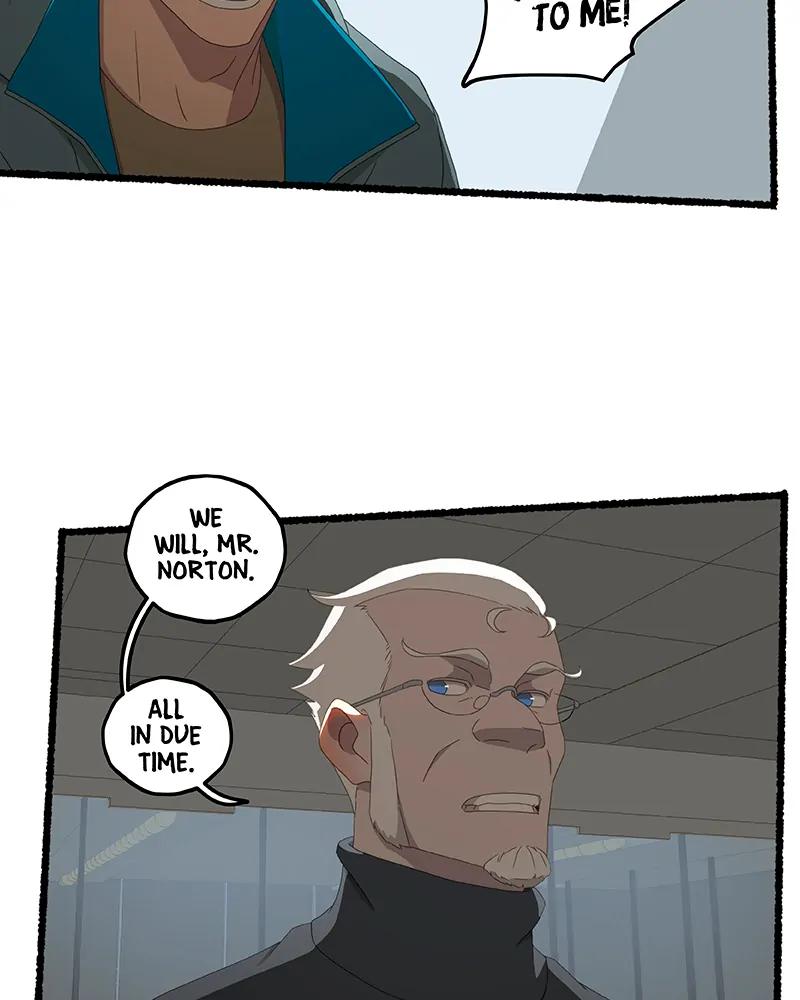 TO ME!
WE
WILL, MR.
NORTON.
ALL
IN DUE
TIME.